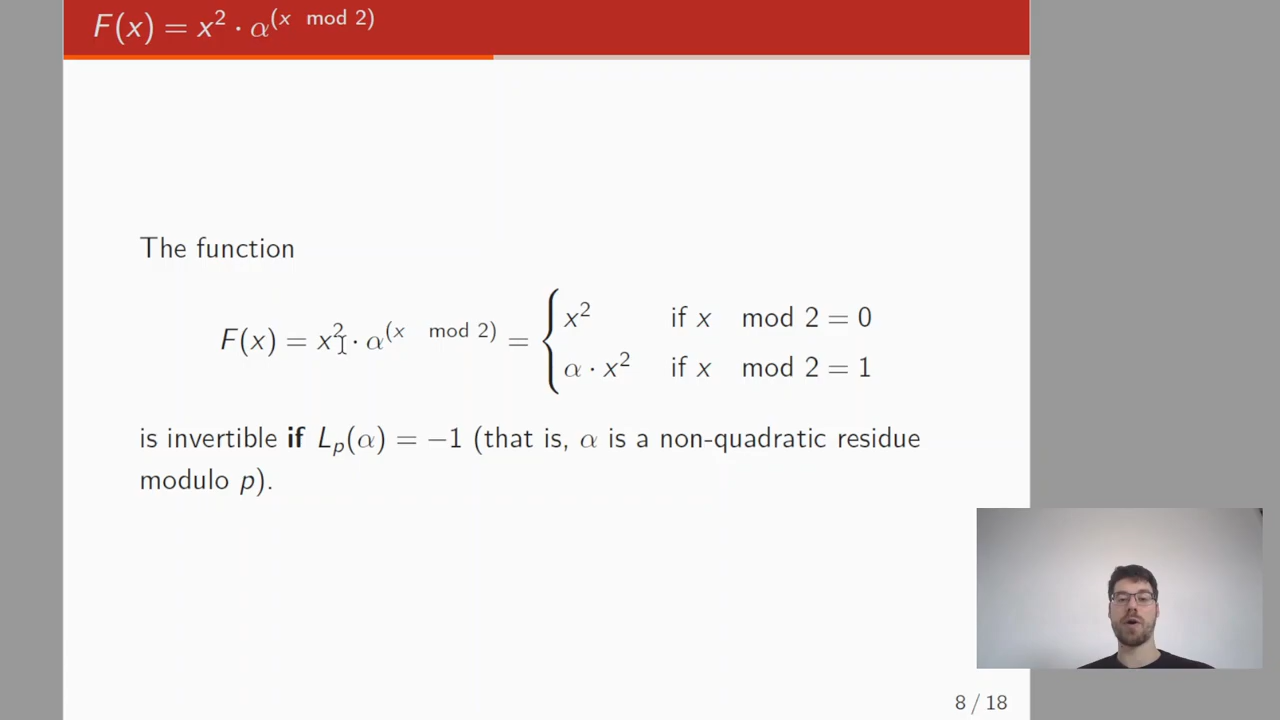 F(x) = x² · α^(x mod 2)
The function
F(x) = x² · α^(x mod 2) = { x² if x mod 2 = 0
α · x² if x mod 2 = 1
is invertible if Lₚ(α) = −1 (that is, α is a non-quadratic residue
modulo p).
8 / 18